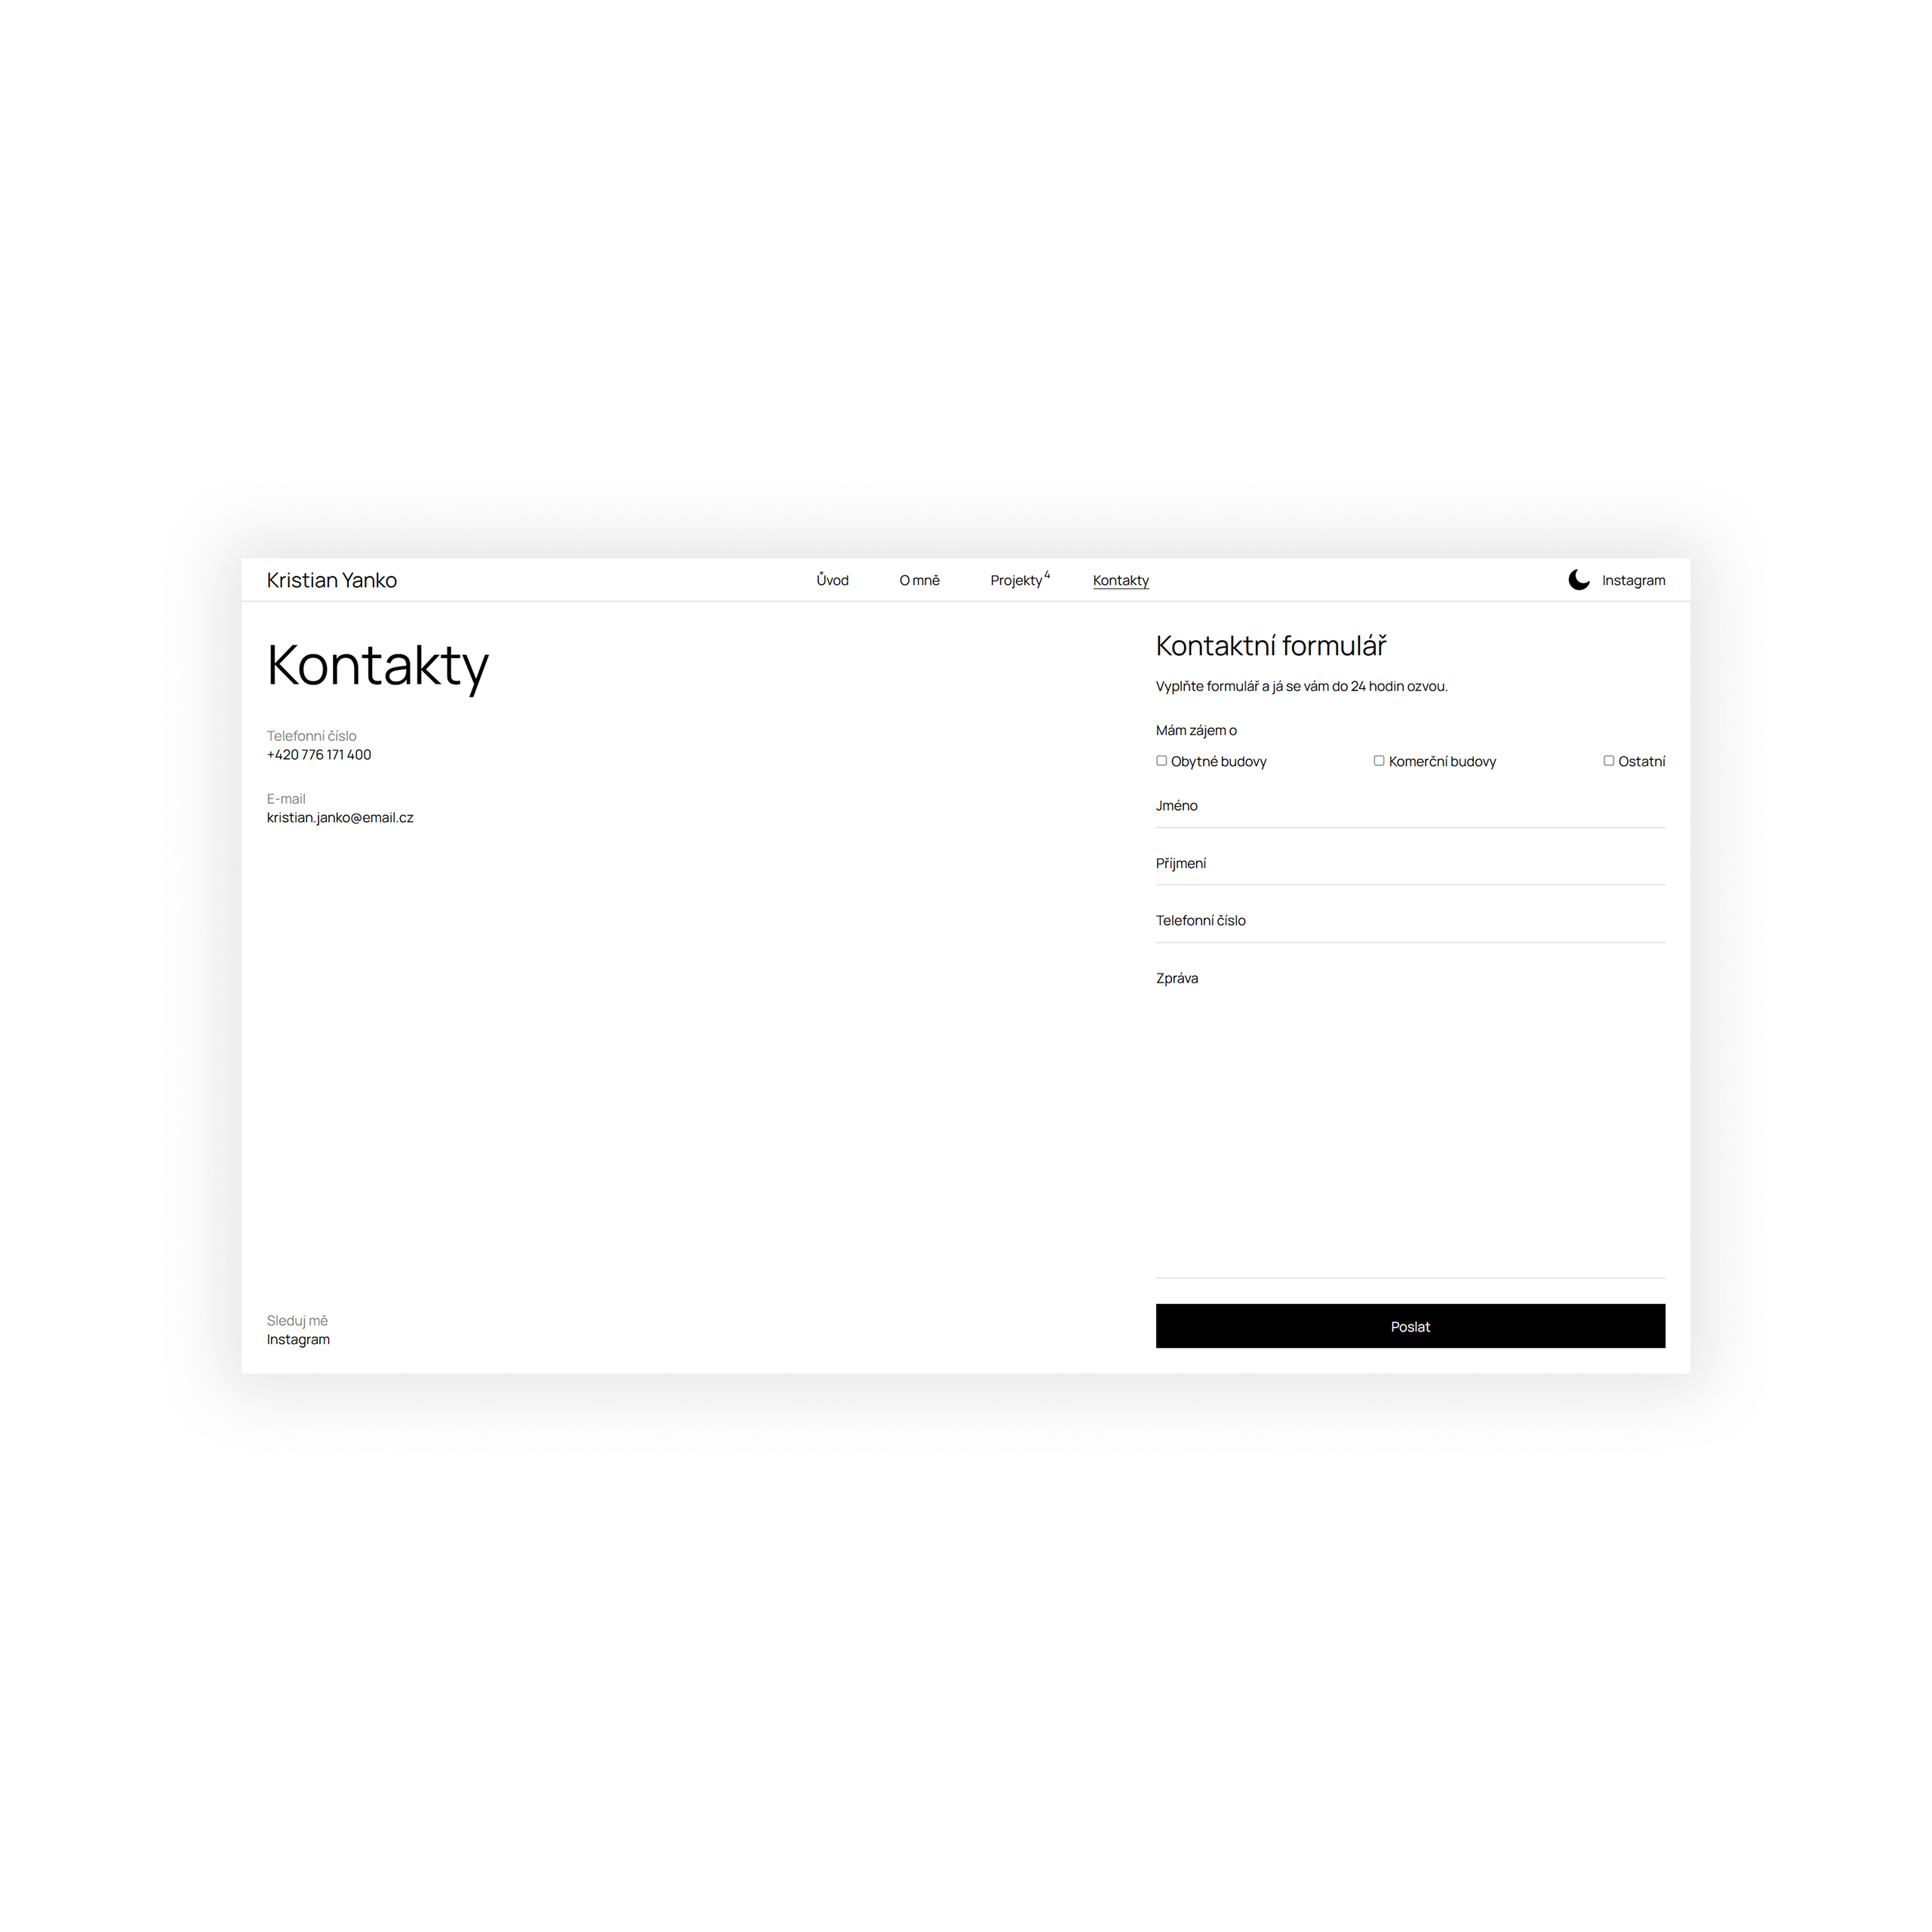 Kristian Yanko
Úvod O mně Projekty 4 Kontakty
Instagram
Kontakty
Telefonní číslo
+420 776 171 400
E-mail
kristian.janko@email.cz
Sleduj mě
Instagram
Kontaktní formulář
Vyplňte formulář a já se vám do 24 hodin ozvou.
Mám zájem o
Obytné budovy Komerční budovy Ostatní
Jméno
Příjmení
Telefonní číslo
Zpráva
Poslat